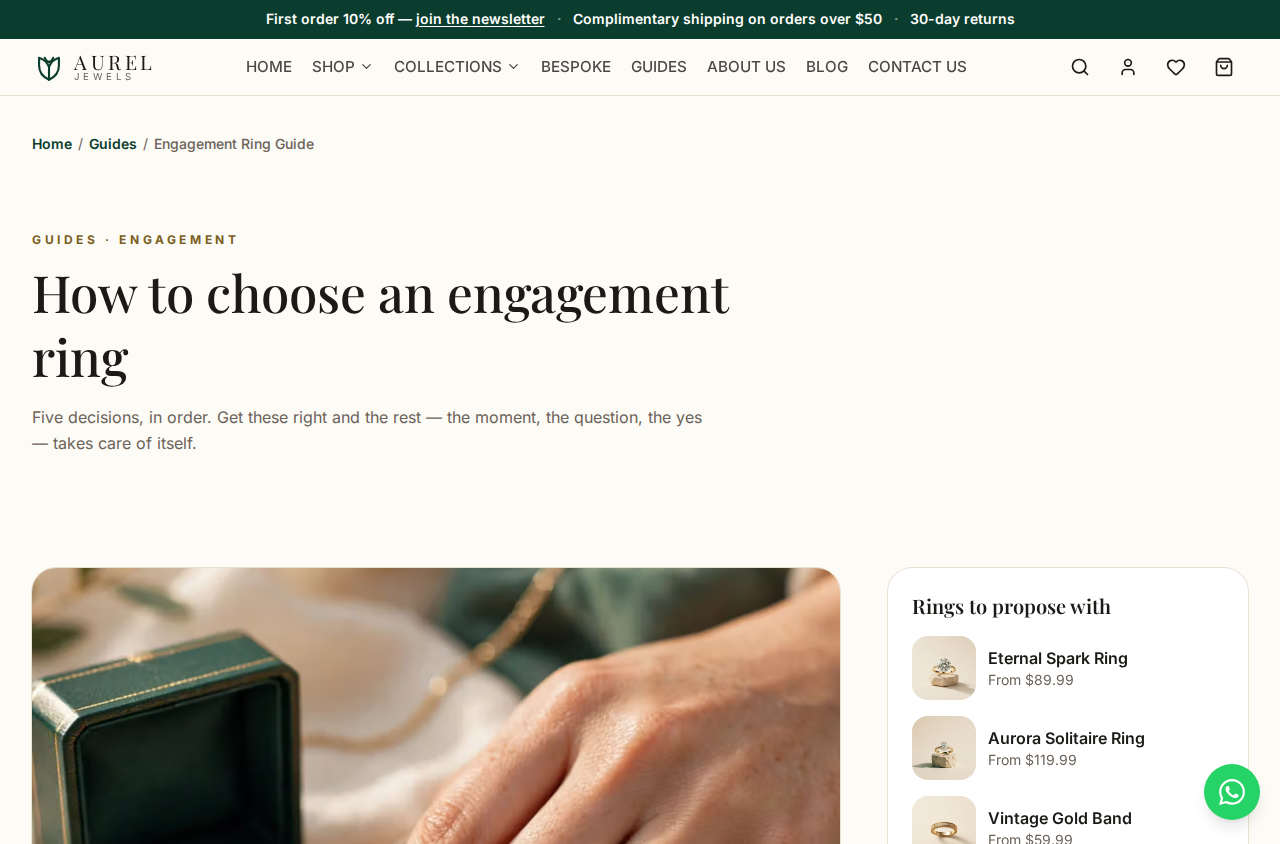 First order 10% off — join the newsletter · Complimentary shipping on orders over $50 · 30-day returns
AUREL
JEWELS
HOME SHOP COLLECTIONS BESPOKE GUIDES ABOUT US BLOG CONTACT US
Home / Guides / Engagement Ring Guide
GUIDES · ENGAGEMENT
How to choose an engagement
ring
Five decisions, in order. Get these right and the rest — the moment, the question, the yes
— takes care of itself.
Rings to propose with
Eternal Spark Ring
From $89.99
Aurora Solitaire Ring
From $119.99
Vintage Gold Band
From $59.99